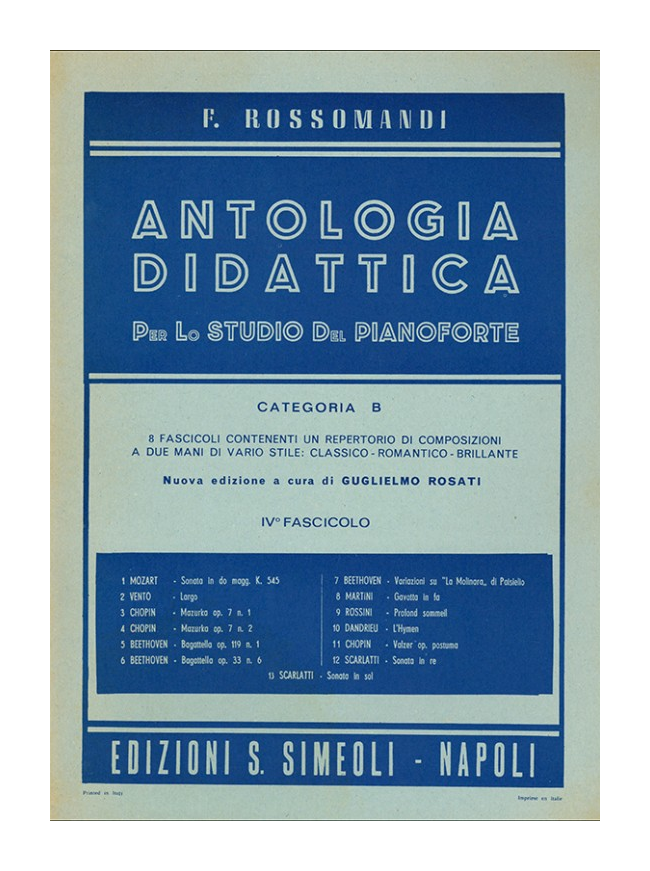 F. ROSSOMANDI
ANTOLOGIA
DIDATTICA
PER LO STUDIO DEL PIANOFORTE
CATEGORIA B
8 FASCICOLI CONTENENTI UN REPERTORIO DI COMPOSIZIONI
A DUE MANI DI VARIO STILE: CLASSICO - ROMANTICO - BRILLANTE
Nuova edizione a cura di GUGLIELMO ROSATI
IVº FASCICOLO
1 MOZART - Sonata in do magg. K. 545
2 VENTO - Largo
3 CHOPIN - Mazurka op. 7 n. 1
4 CHOPIN - Mazurka op. 7 n. 2
5 BEETHOVEN - Bagattella op. 119 n. 1
6 BEETHOVEN - Bagattella op. 33 n. 6
7 BEETHOVEN - Variazioni su "La Molinara„ di Paisiello
8 MARTINI - Gavotta in fa
9 ROSSINI - Profond sommeil
10 DANDRIEU - L'Hymen
11 CHOPIN - Valzer op. postuma
12 SCARLATTI - Sonata in re
13 SCARLATTI - Sonata in sol
EDIZIONI S. SIMEOLI - NAPOLI
Printed in Italy
Imprimé en Italie